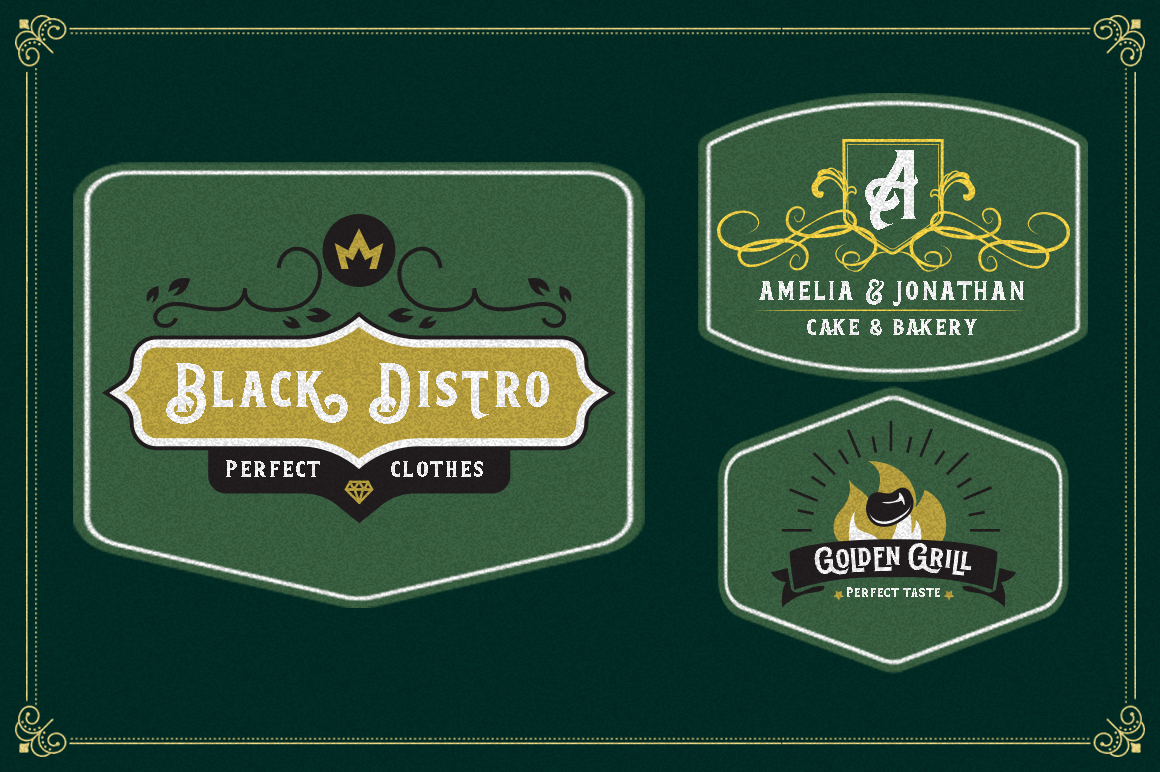 Black Distro
Perfect clothes
A
AMELIA & JONATHAN
CAKE & BAKERY
Golden Grill
Perfect taste